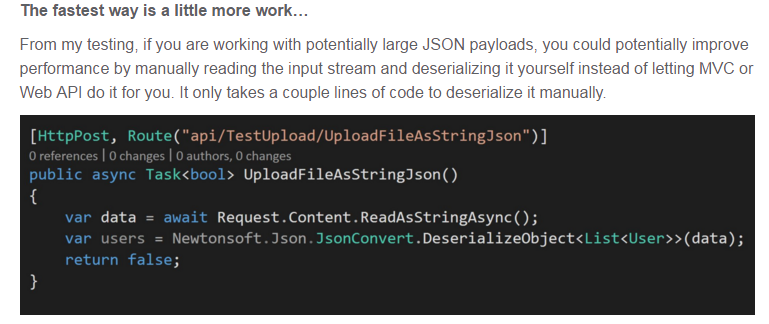 The fastest way is a little more work…
From my testing, if you are working with potentially large JSON payloads, you could potentially improve
performance by manually reading the input stream and deserializing it yourself instead of letting MVC or
Web API do it for you. It only takes a couple lines of code to deserialize it manually.
[HttpPost, Route("api/TestUpload/UploadFileAsStringJson")]
0 references | 0 changes | 0 authors, 0 changes
public async Task<bool> UploadFileAsStringJson()
{
    var data = await Request.Content.ReadAsStringAsync();
    var users = Newtonsoft.Json.JsonConvert.DeserializeObject<List<User>>(data);
    return false;
}